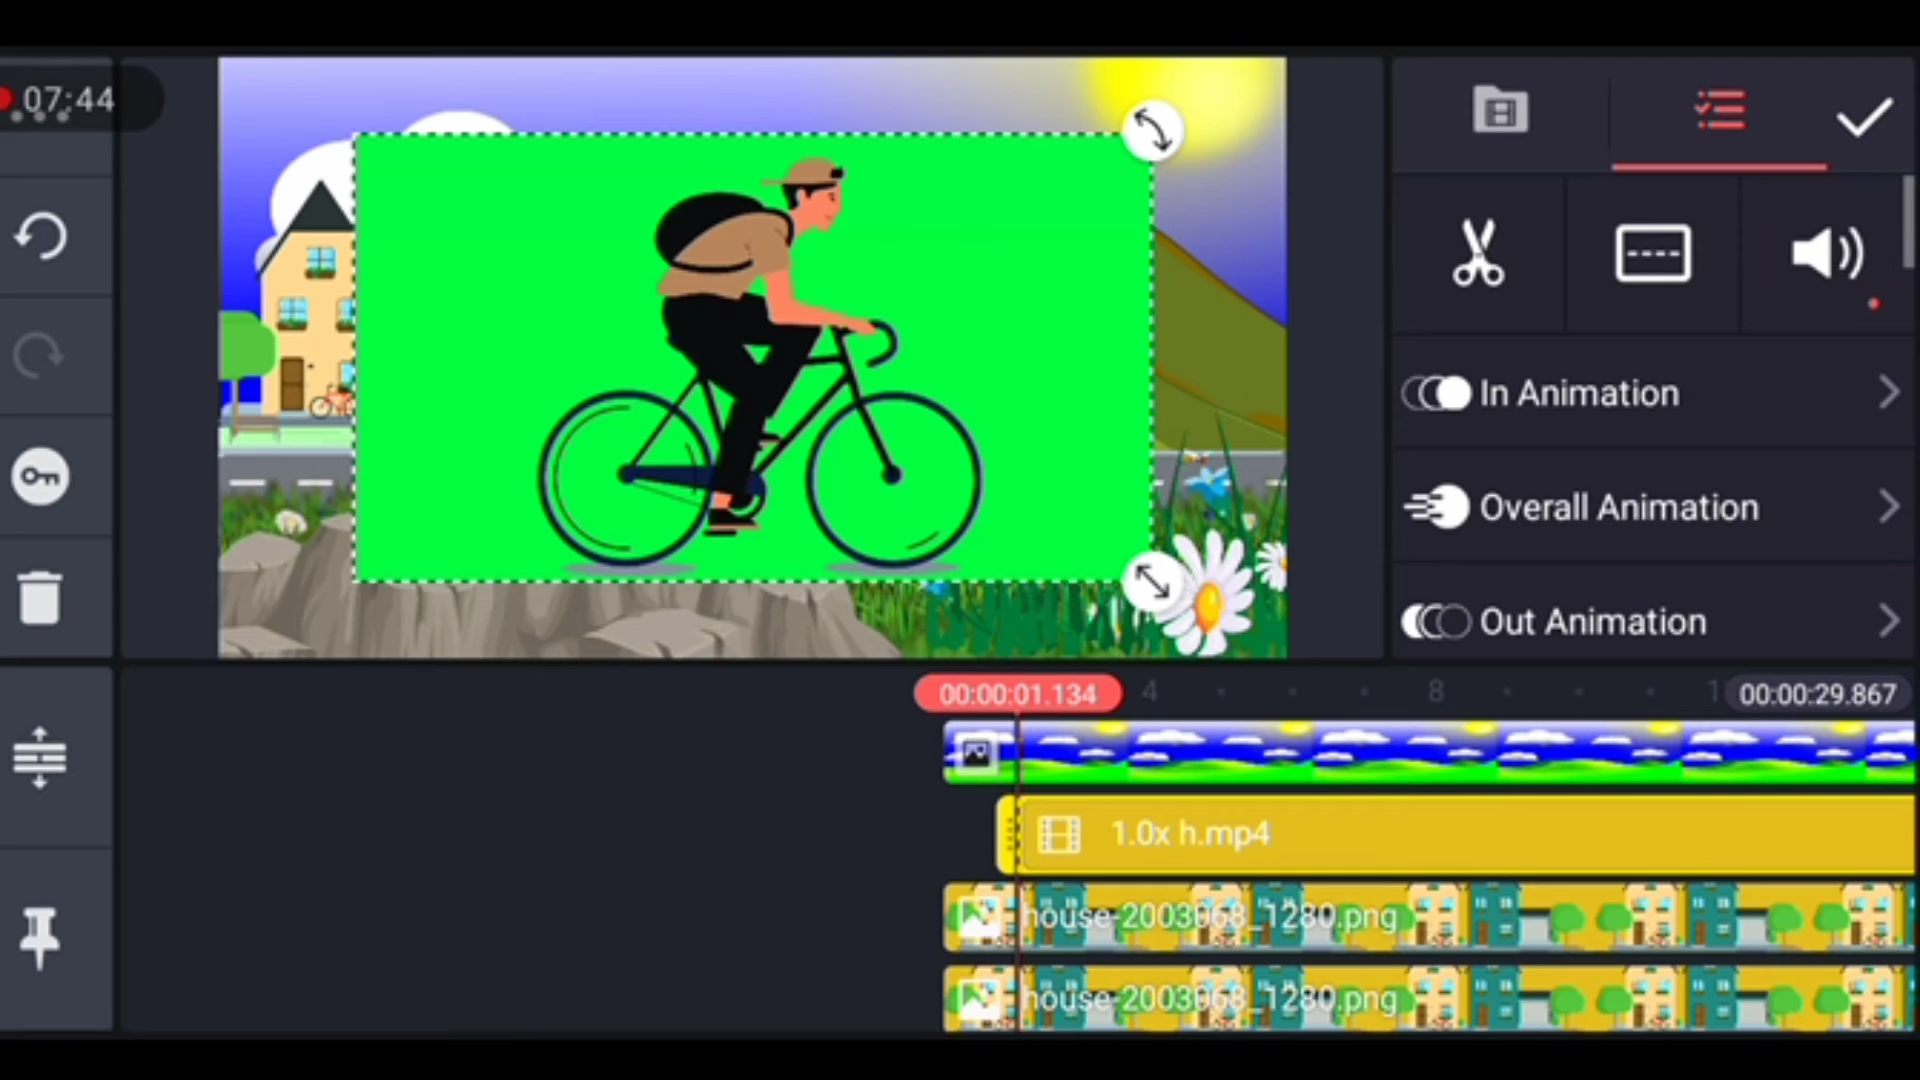 07:44
In Animation
Overall Animation
Out Animation
00:00:01.134
4
8
00:00:29.867
1.0x h.mp4
house-2003068_1280.png
house-2003068_1280.png